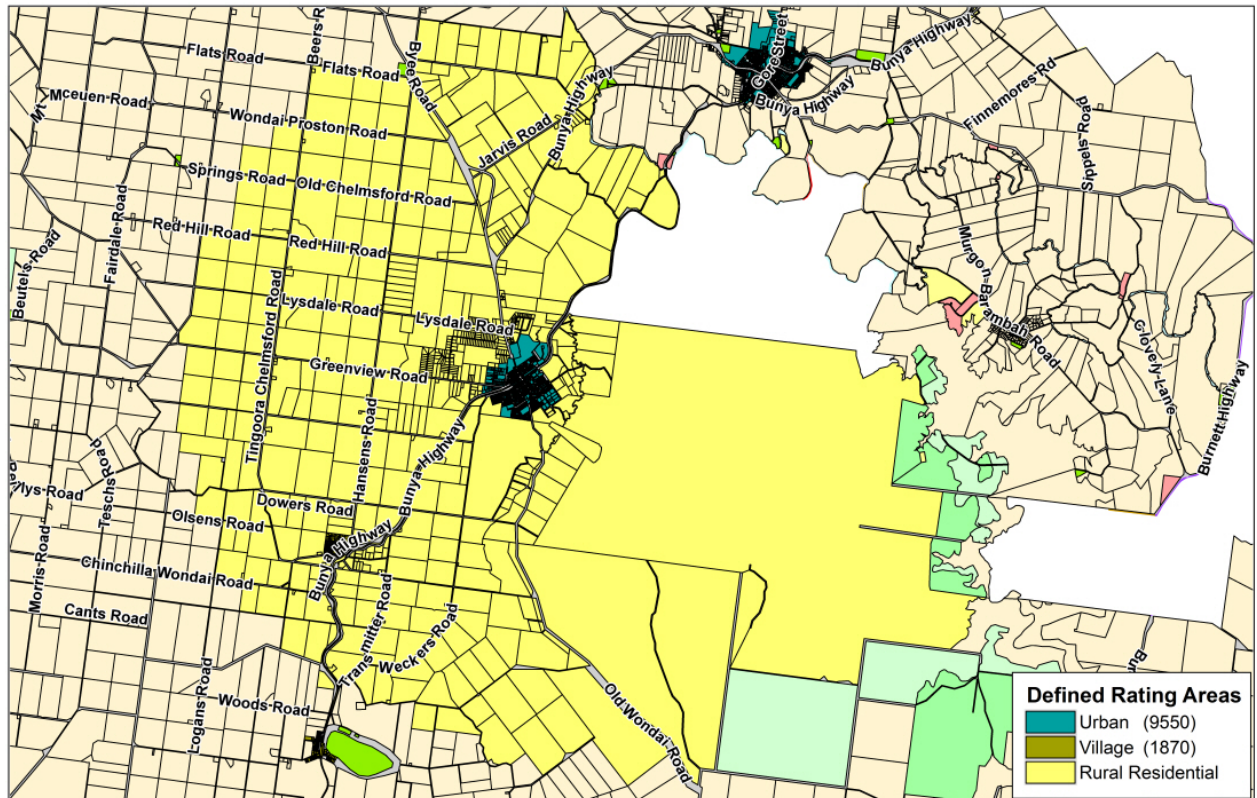 Flats Road
Beers R
Flats Road
Byee Road
Bunya Highway
Gore Street
Bunya Highway
Bunya Highway
Finnemores Rd
Slippels Road
Mt
Mceuen Road
Wondai Proston Road
Jarvis Road
Bunya Highway
Springs Road
Old Chelmsford Road
Fairdale Road
Red Hill Road
Red Hill Road
Beutels Road
Tingoora Chelmsford Road
Lysdale Road
Lysdale Road
Murgon-Barambah Road
Clovely Lane
Burnett Highway
Greenview Road
Hansens Road
Bunya Highway
Teschs Road
lys Road
Morris Road
Dowers Road
Olsens Road
Bunya Highway
Chinchilla Wondai Road
Cants Road
Transmitter Road
Weckers Road
Logans Road
Woods Road
Old Wondai Road
Bu
Defined Rating Areas
Urban (9550)
Village (1870)
Rural Residential